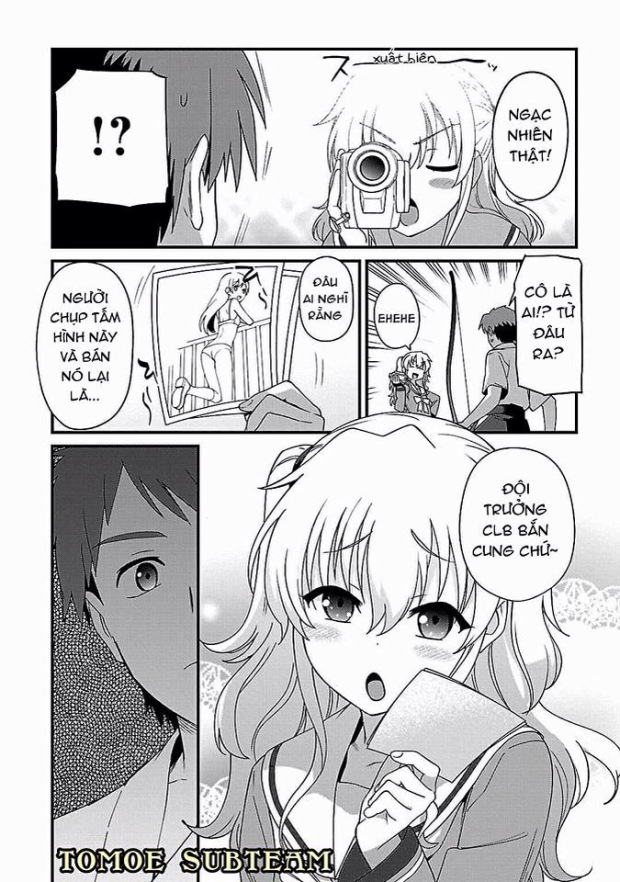 ス
xuất hiện
NGẠC
NHIÊN
THẬT!
!?
CÔ LÀ
AI!? TỪ
ĐÂU
RA?
EHEHE
ĐÂU
AI NGHĨ
RẰNG
NGƯỜI
CHỤP TẤM
HÌNH NÀY
VÀ BÁN
NÓ LẠI
LÀ...
ĐỘI
TRƯỞNG
CLB BẮN
CUNG CHỨ~
TOMOE SUBTEAM